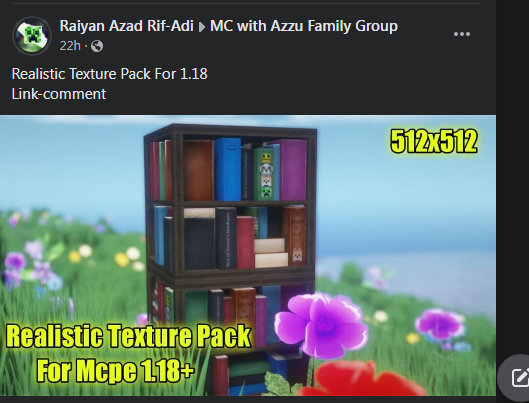 Raiyan Azad Rif-Adi ▸ MC with Azzu Family Group
22h ·
Realistic Texture Pack For 1.18
Link-comment
512x512
Realistic Texture Pack
For Mcpe 1.18+